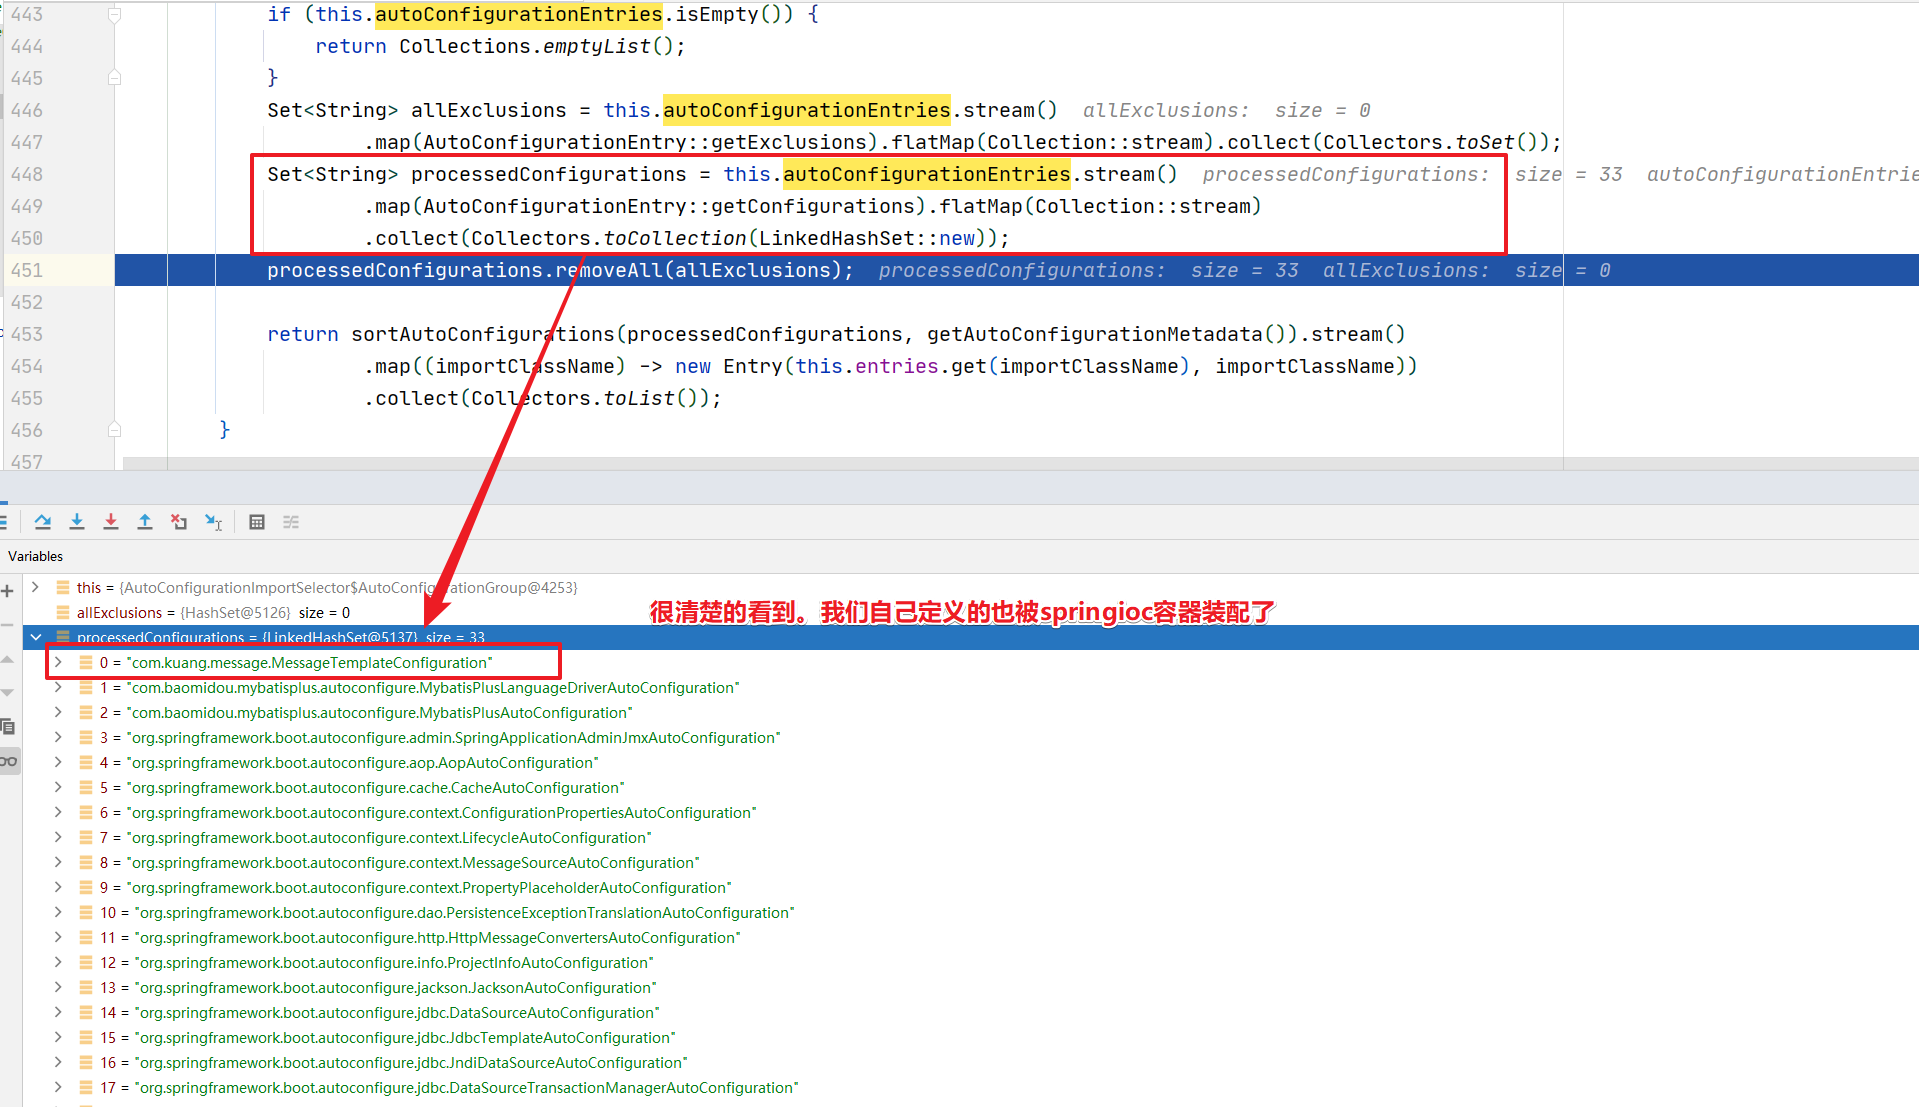 443 if (this.autoConfigurationEntries.isEmpty()) {
444 return Collections.emptyList();
445 }
446 Set<String> allExclusions = this.autoConfigurationEntries.stream() allExclusions: size = 0
447 .map(AutoConfigurationEntry::getExclusions).flatMap(Collection::stream).collect(Collectors.toSet());
448 Set<String> processedConfigurations = this.autoConfigurationEntries.stream() processedConfigurations: size = 33 autoConfigurationEntrie
449 .map(AutoConfigurationEntry::getConfigurations).flatMap(Collection::stream)
450 .collect(Collectors.toCollection(LinkedHashSet::new));
451 processedConfigurations.removeAll(allExclusions); processedConfigurations: size = 33 allExclusions: size = 0
452
453 return sortAutoConfigurations(processedConfigurations, getAutoConfigurationMetadata()).stream()
454 .map((importClassName) -> new Entry(this.entries.get(importClassName), importClassName))
455 .collect(Collectors.toList());
456 }
457
Variables
this = {AutoConfigurationImportSelector$AutoConfigurationGroup@4253}
allExclusions = {HashSet@5126} size = 0
很清楚的看到。我们自己定义的也被springioc容器装配了
processedConfigurations = {LinkedHashSet@5137} size = 33
0 = "com.kuang.message.MessageTemplateConfiguration"
1 = "com.baomidou.mybatisplus.autoconfigure.MybatisPlusLanguageDriverAutoConfiguration"
2 = "com.baomidou.mybatisplus.autoconfigure.MybatisPlusAutoConfiguration"
3 = "org.springframework.boot.autoconfigure.admin.SpringApplicationAdminJmxAutoConfiguration"
4 = "org.springframework.boot.autoconfigure.aop.AopAutoConfiguration"
5 = "org.springframework.boot.autoconfigure.cache.CacheAutoConfiguration"
6 = "org.springframework.boot.autoconfigure.context.ConfigurationPropertiesAutoConfiguration"
7 = "org.springframework.boot.autoconfigure.context.LifecycleAutoConfiguration"
8 = "org.springframework.boot.autoconfigure.context.MessageSourceAutoConfiguration"
9 = "org.springframework.boot.autoconfigure.context.PropertyPlaceholderAutoConfiguration"
10 = "org.springframework.boot.autoconfigure.dao.PersistenceExceptionTranslationAutoConfiguration"
11 = "org.springframework.boot.autoconfigure.http.HttpMessageConvertersAutoConfiguration"
12 = "org.springframework.boot.autoconfigure.info.ProjectInfoAutoConfiguration"
13 = "org.springframework.boot.autoconfigure.jackson.JacksonAutoConfiguration"
14 = "org.springframework.boot.autoconfigure.jdbc.DataSourceAutoConfiguration"
15 = "org.springframework.boot.autoconfigure.jdbc.JdbcTemplateAutoConfiguration"
16 = "org.springframework.boot.autoconfigure.jdbc.JndiDataSourceAutoConfiguration"
17 = "org.springframework.boot.autoconfigure.jdbc.DataSourceTransactionManagerAutoConfiguration"